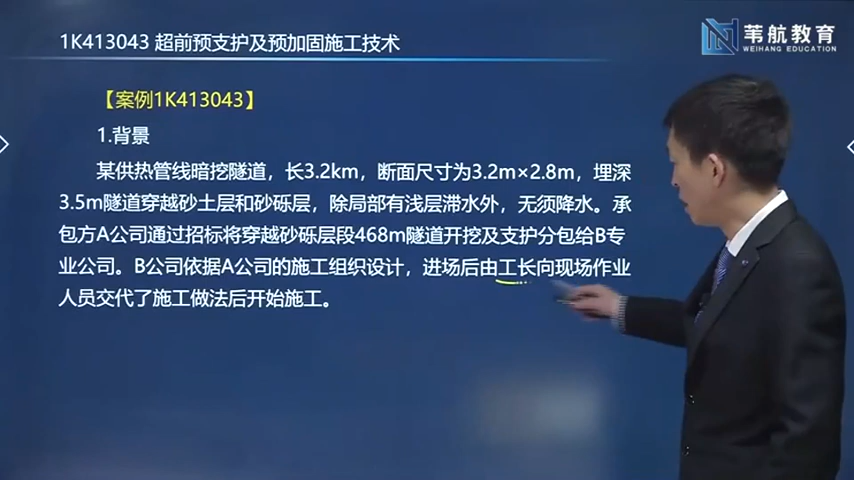 1K413043 超前预支护及预加固施工技术
苇航教育
WEIHANG EDUCATION
【案例1K413043】
1.背景
某供热管线暗挖隧道，长3.2km，断面尺寸为3.2m×2.8m，埋深
3.5m隧道穿越砂土层和砂砾层，除局部有浅层滞水外，无须降水。承
包方A公司通过招标将穿越砂砾层段468m隧道开挖及支护分包给B专
业公司。B公司依据A公司的施工组织设计，进场后由工长向现场作业
人员交代了施工做法后开始施工。